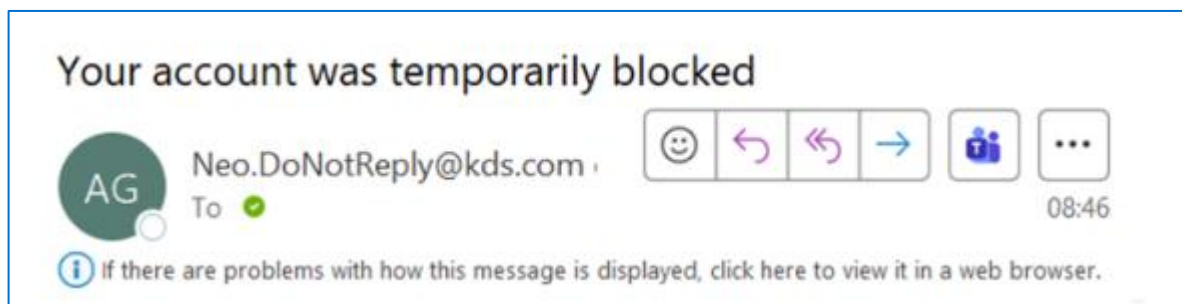 Your account was temporarily blocked
AG
Neo.DoNotReply@kds.com
To
08:46
If there are problems with how this message is displayed, click here to view it in a web browser.